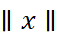 ‖ x ‖